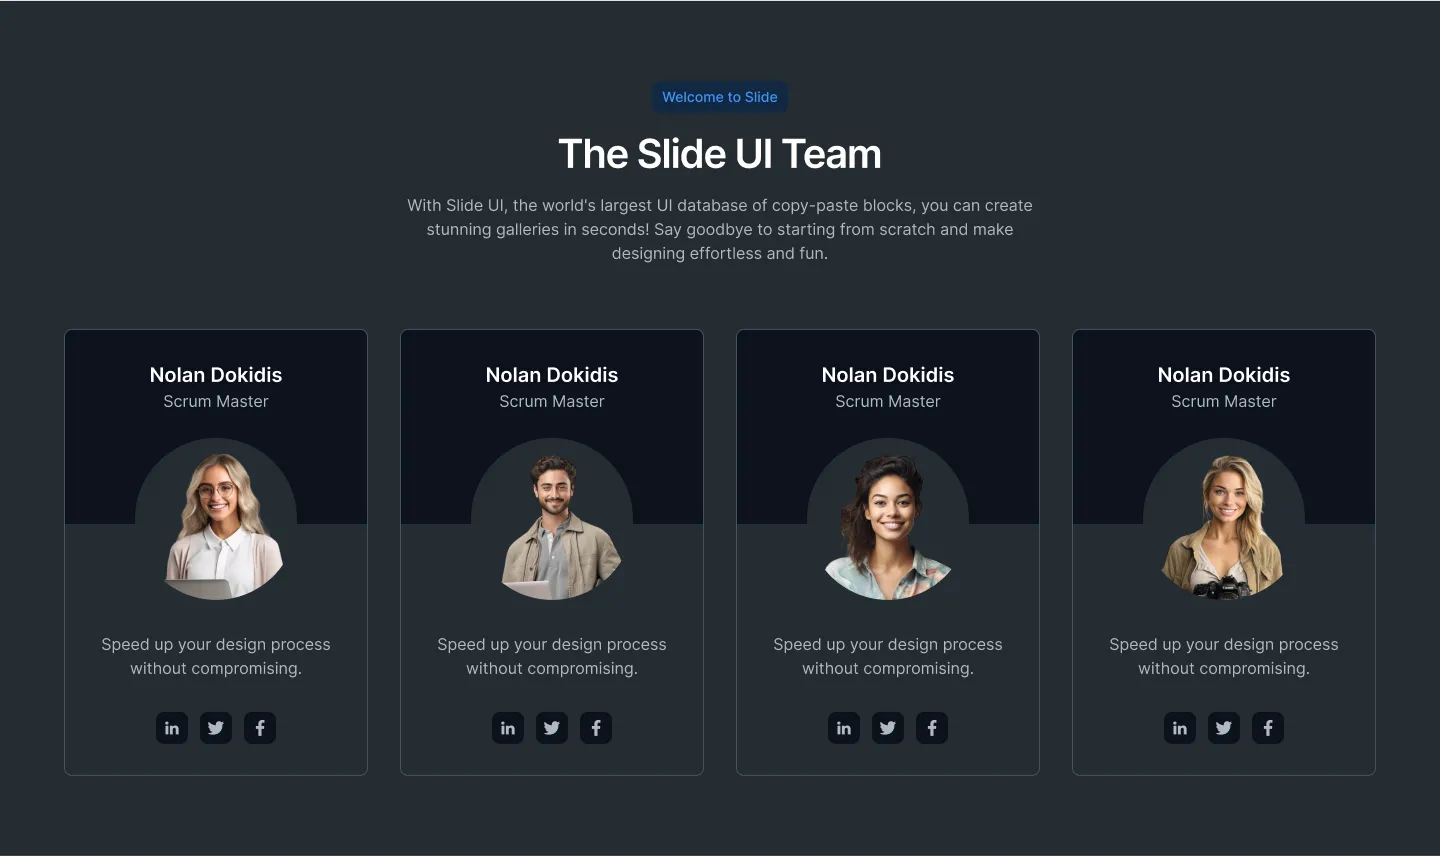 Welcome to Slide
The Slide UI Team
With Slide UI, the world's largest UI database of copy-paste blocks, you can create
stunning galleries in seconds! Say goodbye to starting from scratch and make
designing effortless and fun.
Nolan Dokidis
Scrum Master
Speed up your design process
without compromising.
in
f
Nolan Dokidis
Scrum Master
Speed up your design process
without compromising.
in
f
Nolan Dokidis
Scrum Master
Speed up your design process
without compromising.
in
f
Nolan Dokidis
Scrum Master
Speed up your design process
without compromising.
in
f